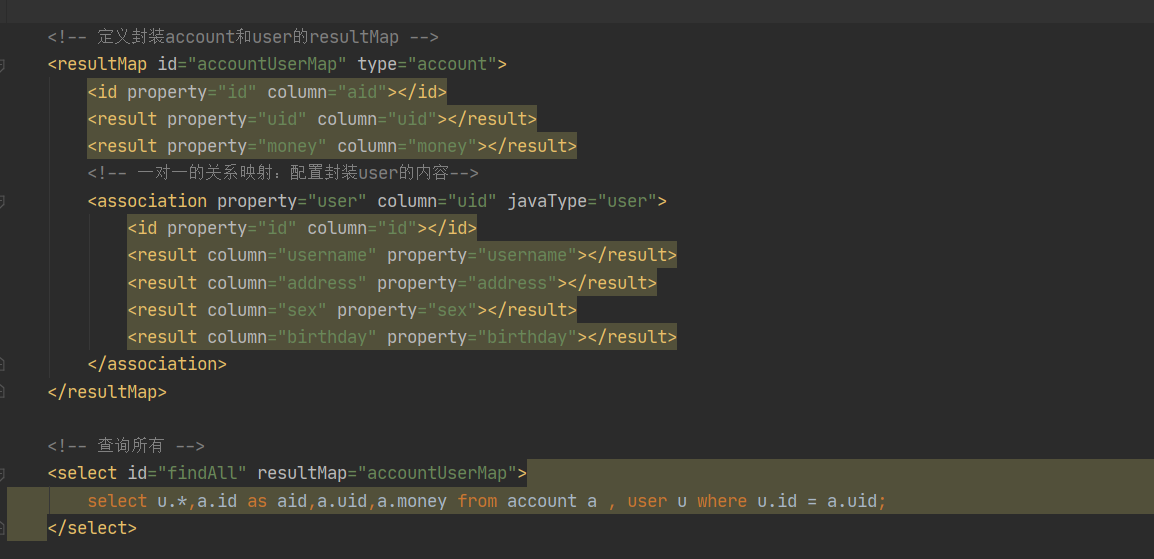 <!-- 定义封装account和user的resultMap -->
<resultMap id="accountUserMap" type="account">
<id property="id" column="aid"></id>
<result property="uid" column="uid"></result>
<result property="money" column="money"></result>
<!-- 一对一的关系映射：配置封装user的内容-->
<association property="user" column="uid" javaType="user">
<id property="id" column="id"></id>
<result column="username" property="username"></result>
<result column="address" property="address"></result>
<result column="sex" property="sex"></result>
<result column="birthday" property="birthday"></result>
</association>
</resultMap>
<!-- 查询所有 -->
<select id="findAll" resultMap="accountUserMap">
select u.*,a.id as aid,a.uid,a.money from account a , user u where u.id = a.uid;
</select>